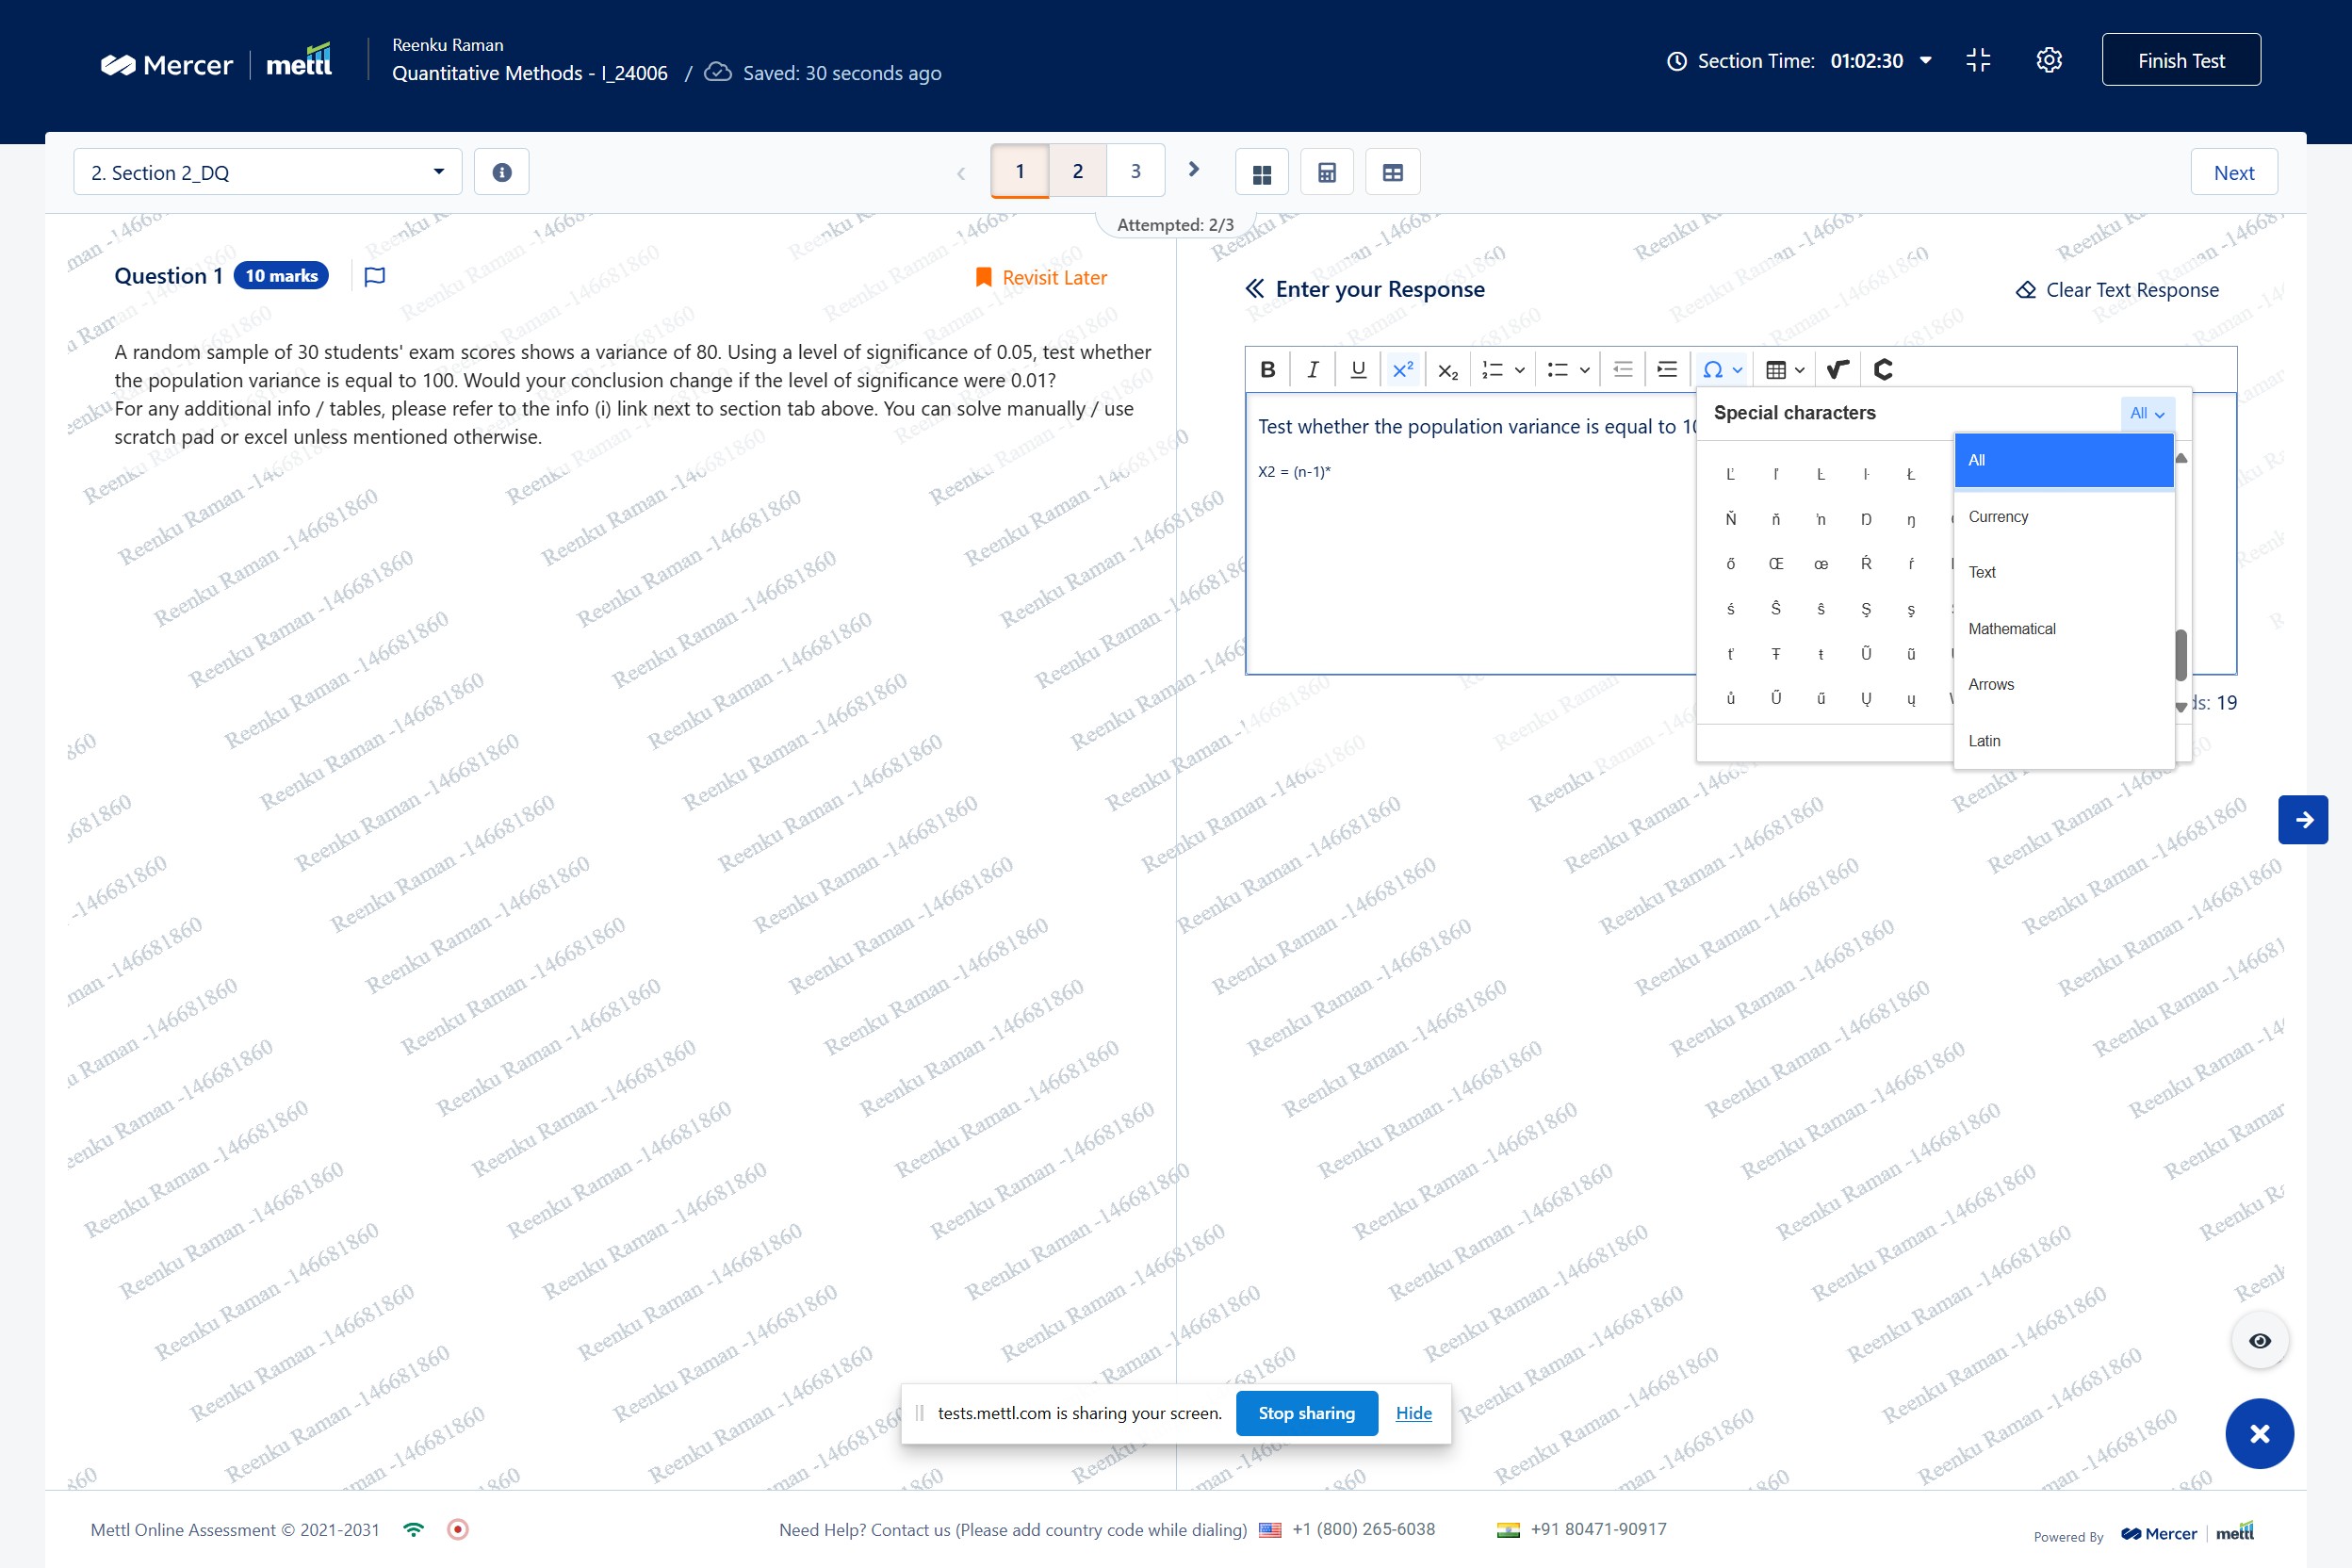 Mercer | mettl
Reenku Raman
Quantitative Methods - I_24006 / Saved: 30 seconds ago
Section Time: 01:02:30
Finish Test
2. Section 2_DQ
1 2 3
Next
Attempted: 2/3
Question 1 10 marks
Revisit Later
A random sample of 30 students' exam scores shows a variance of 80. Using a level of significance of 0.05, test whether
the population variance is equal to 100. Would your conclusion change if the level of significance were 0.01?
For any additional info / tables, please refer to the info (i) link next to section tab above. You can solve manually / use
scratch pad or excel unless mentioned otherwise.
Enter your Response
Clear Text Response
B I U x² x₂ Ω
Test whether the population variance is equal to 10
X2 = (n-1)*
Special characters
All
Ľ ľ Ŀ ŀ Ł
Ň ň ŉ Ŋ ŋ
ő Œ œ Ŕ ŕ
ś Ŝ ŝ Ş ş
ť Ŧ ŧ Ũ ũ
ů Ű ű Ų ų
All
Currency
Text
Mathematical
Arrows
Latin
ds: 19
Reenku Raman -146681860
tests.mettl.com is sharing your screen.
Stop sharing
Hide
Mettl Online Assessment © 2021-2031
Need Help? Contact us (Please add country code while dialing) +1 (800) 265-6038 +91 80471-90917
Powered By Mercer | mettl